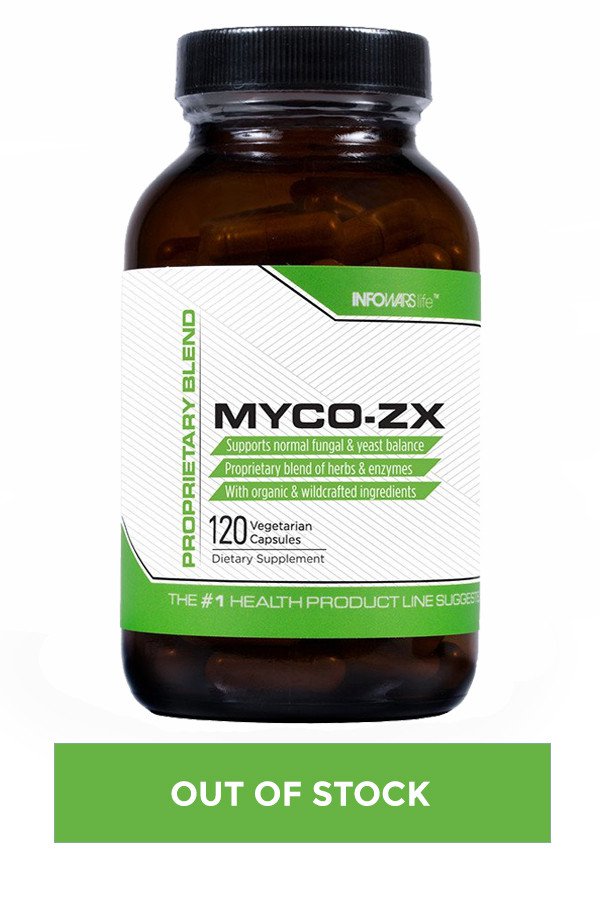 INFOWARSlife™
PROPRIETARY BLEND
MYCO-ZX
Supports normal fungal & yeast balance
Proprietary blend of herbs & enzymes
With organic & wildcrafted ingredients
120 Vegetarian
Capsules
Dietary Supplement
THE #1 HEALTH PRODUCT LINE
OUT OF STOCK